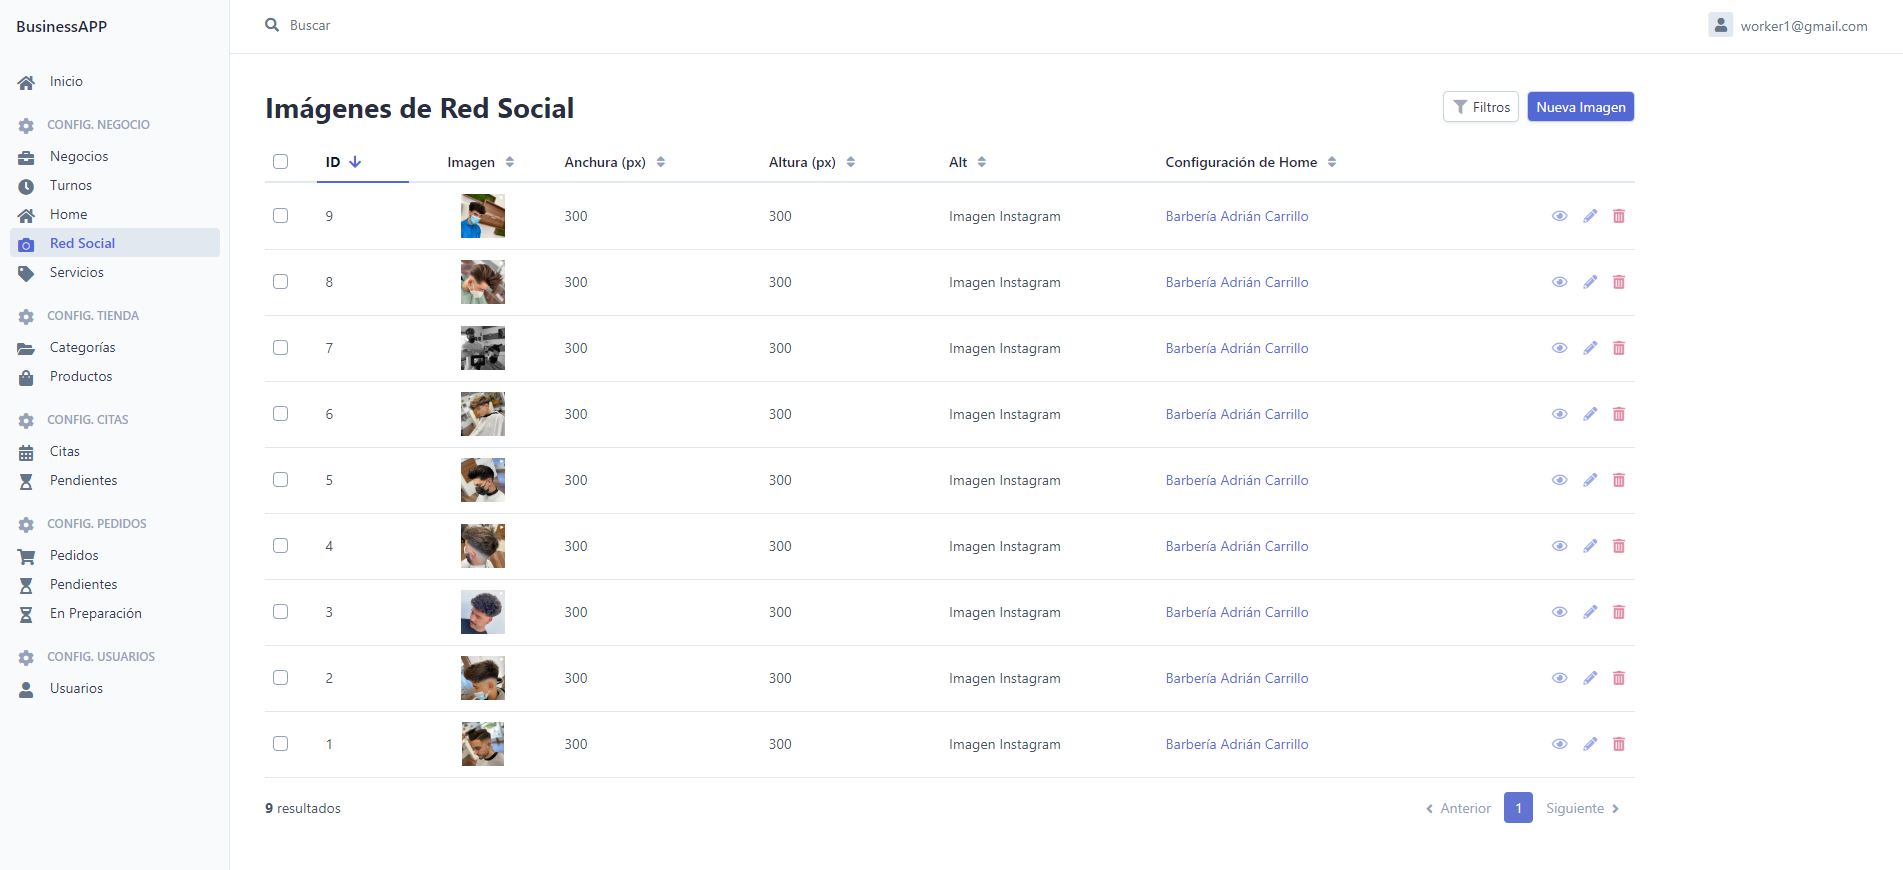 BusinessAPP
Buscar
worker1@gmail.com
Inicio
CONFIG. NEGOCIO
Negocios
Turnos
Home
Red Social
Servicios
CONFIG. TIENDA
Categorías
Productos
CONFIG. CITAS
Citas
Pendientes
CONFIG. PEDIDOS
Pedidos
Pendientes
En Preparación
CONFIG. USUARIOS
Usuarios
Imágenes de Red Social
Filtros
Nueva Imagen
ID Imagen Anchura (px) Altura (px) Alt Configuración de Home
9 300 300 Imagen Instagram Barbería Adrián Carrillo
8 300 300 Imagen Instagram Barbería Adrián Carrillo
7 300 300 Imagen Instagram Barbería Adrián Carrillo
6 300 300 Imagen Instagram Barbería Adrián Carrillo
5 300 300 Imagen Instagram Barbería Adrián Carrillo
4 300 300 Imagen Instagram Barbería Adrián Carrillo
3 300 300 Imagen Instagram Barbería Adrián Carrillo
2 300 300 Imagen Instagram Barbería Adrián Carrillo
1 300 300 Imagen Instagram Barbería Adrián Carrillo
9 resultados
Anterior 1 Siguiente